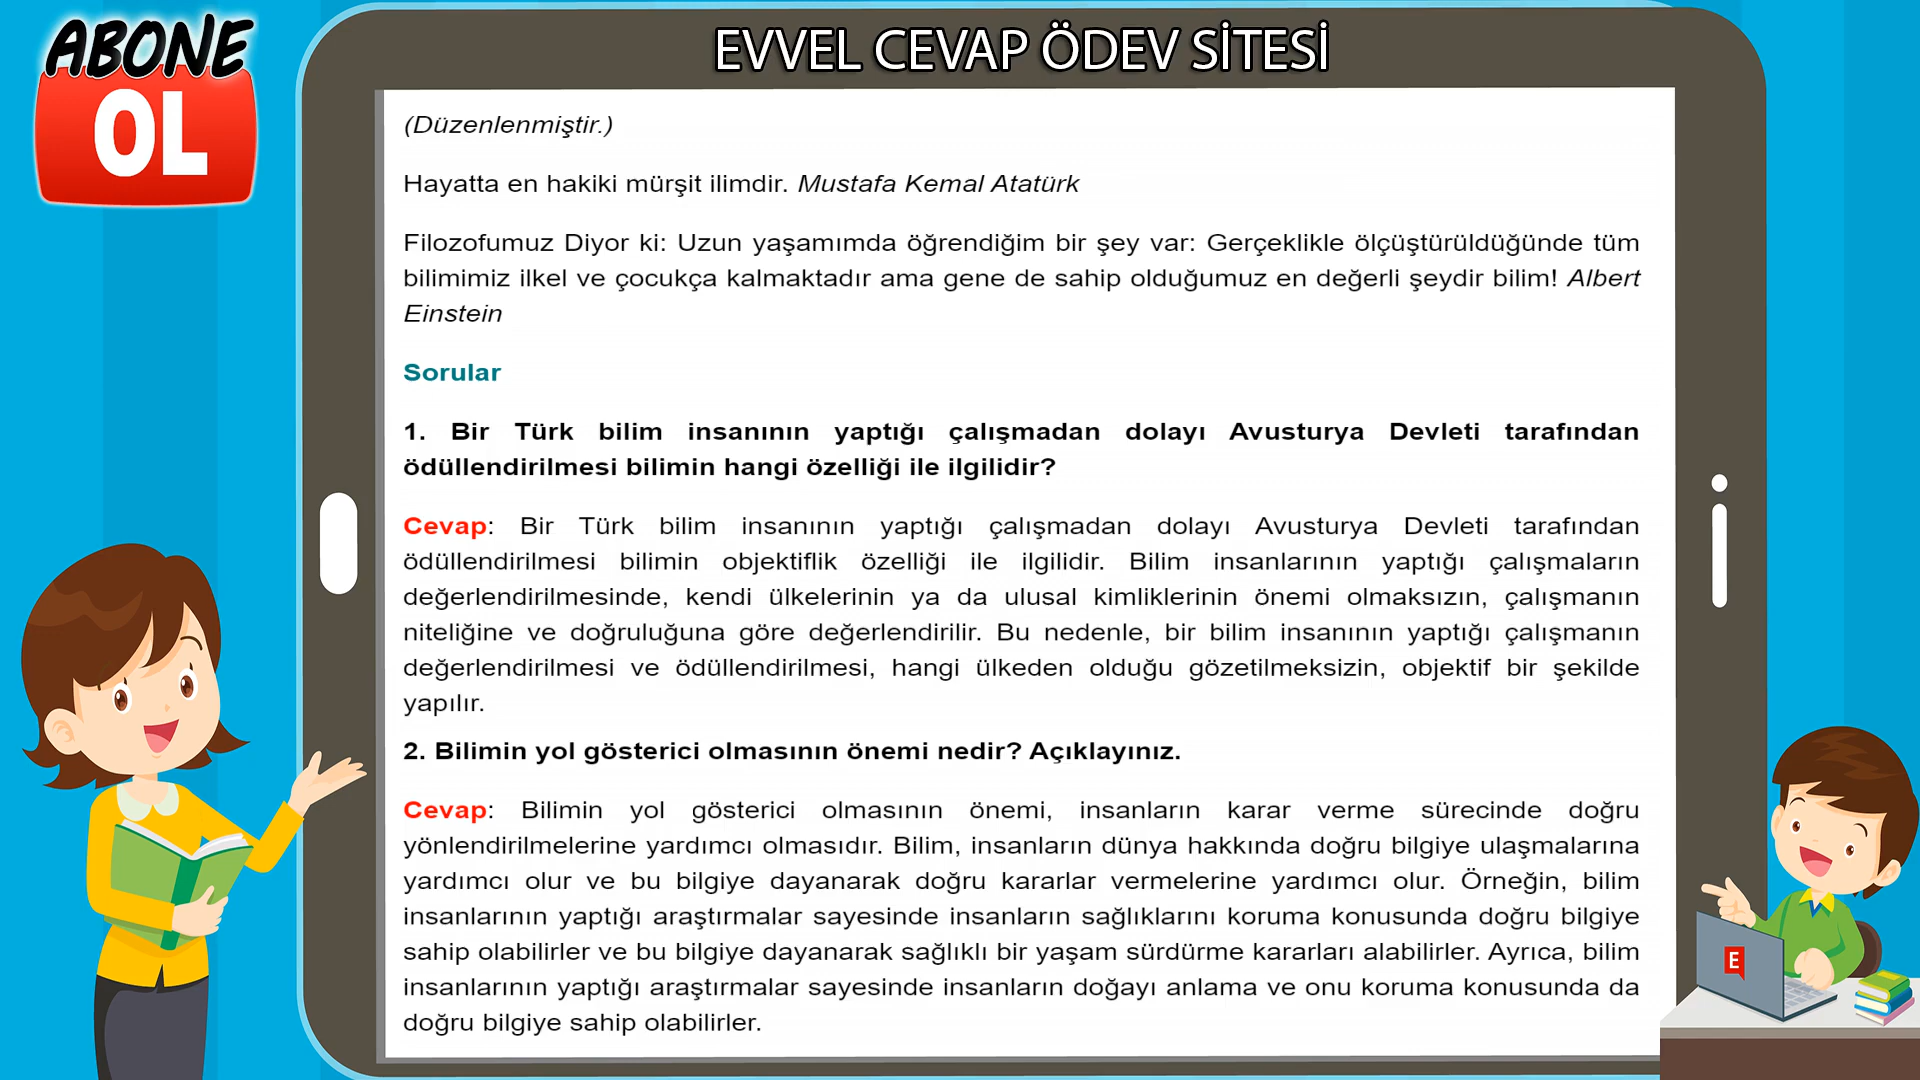 ABONE
OL
EVVEL CEVAP ÖDEV SİTESİ
(Düzenlenmiştir.)
Hayatta en hakiki mürşit ilimdir. Mustafa Kemal Atatürk
Filozofumuz Diyor ki: Uzun yaşamımda öğrendiğim bir şey var: Gerçeklikle ölçüştürüldüğünde tüm
bilimimiz ilkel ve çocukça kalmaktadır ama gene de sahip olduğumuz en değerli şeydir bilim! Albert
Einstein
Sorular
1. Bir Türk bilim insanının yaptığı çalışmadan dolayı Avusturya Devleti tarafından
ödüllendirilmesi bilimin hangi özelliği ile ilgilidir?
Cevap: Bir Türk bilim insanının yaptığı çalışmadan dolayı Avusturya Devleti tarafından
ödüllendirilmesi bilimin objektiflik özelliği ile ilgilidir. Bilim insanlarının yaptığı çalışmaların
değerlendirilmesinde, kendi ülkelerinin ya da ulusal kimliklerinin önemi olmaksızın, çalışmanın
niteliğine ve doğruluğuna göre değerlendirilir. Bu nedenle, bir bilim insanının yaptığı çalışmanın
değerlendirilmesi ve ödüllendirilmesi, hangi ülkeden olduğu gözetilmeksizin, objektif bir şekilde
yapılır.
2. Bilimin yol gösterici olmasının önemi nedir? Açıklayınız.
Cevap: Bilimin yol gösterici olmasının önemi, insanların karar verme sürecinde doğru
yönlendirilmelerine yardımcı olmasıdır. Bilim, insanların dünya hakkında doğru bilgiye ulaşmalarına
yardımcı olur ve bu bilgiye dayanarak doğru kararlar vermelerine yardımcı olur. Örneğin, bilim
insanlarının yaptığı araştırmalar sayesinde insanların sağlıklarını koruma konusunda doğru bilgiye
sahip olabilirler ve bu bilgiye dayanarak sağlıklı bir yaşam sürdürme kararları alabilirler. Ayrıca, bilim
insanlarının yaptığı araştırmalar sayesinde insanların doğayı anlama ve onu koruma konusunda da
doğru bilgiye sahip olabilirler.
E